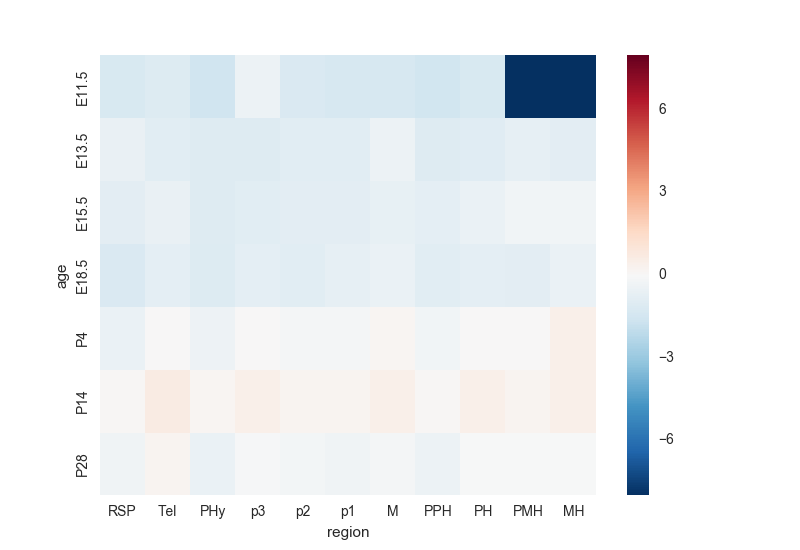 E11.5
E13.5
E15.5
E18.5
P4
P14
P28
age
RSP Tel PHy p3 p2 p1 M PPH PH PMH MH
region
6
3
0
−3
−6